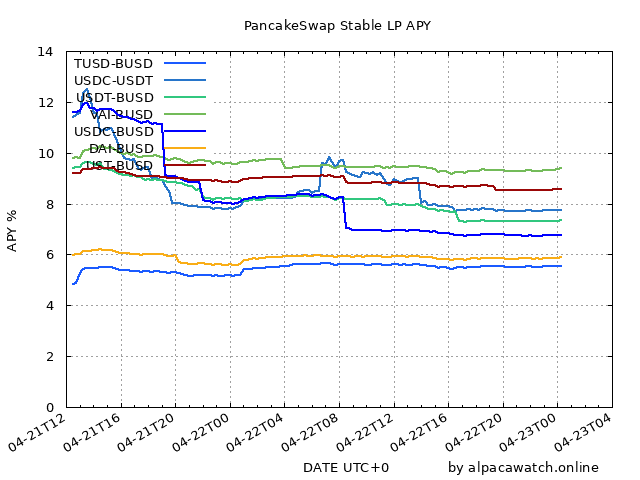 PancakeSwap Stable LP APY
14
12
10
8
6
4
2
0
APY %
TUSD-BUSD
USDC-USDT
USDT-BUSD
VAI-BUSD
USDC-BUSD
DAI-BUSD
UST-BUSD
04-21T12
04-21T16
04-21T20
04-22T00
04-22T04
04-22T08
04-22T12
04-22T16
04-22T20
04-23T00
04-23T04
DATE UTC+0
by alpacawatch.online